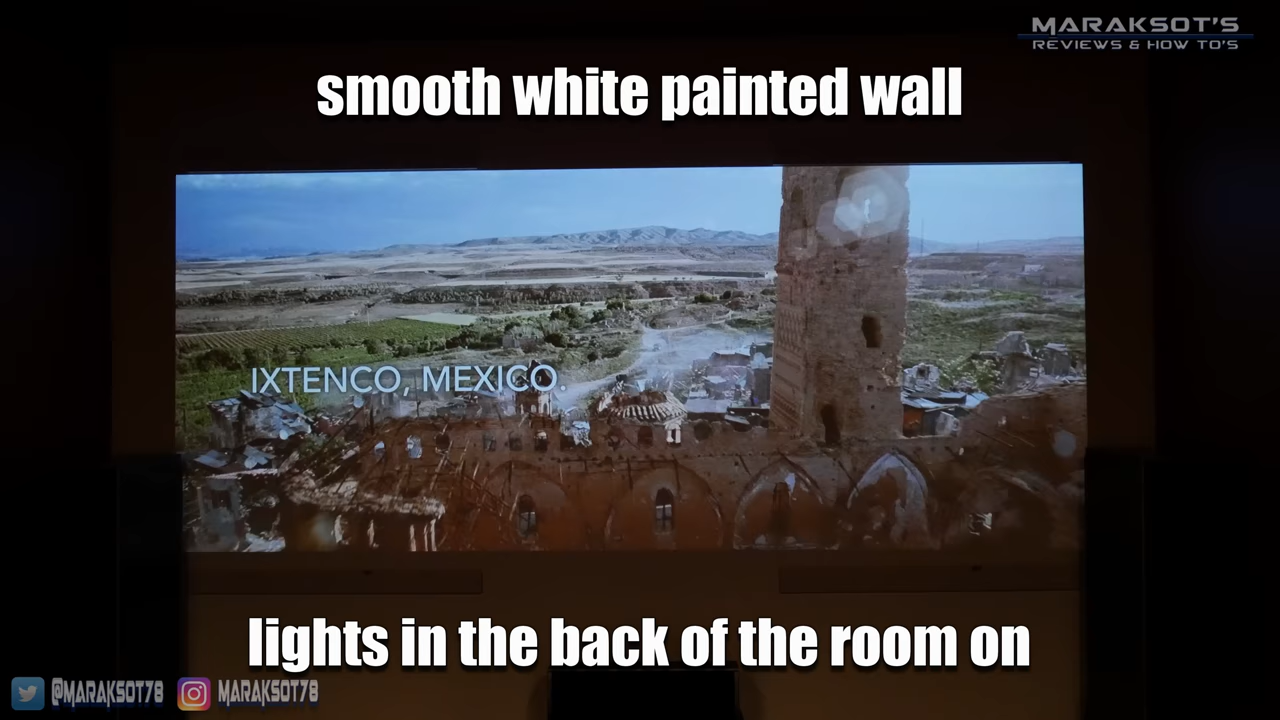 MARAKSOT'S
REVIEWS & HOW TO'S
smooth white painted wall
IXTENCO, MEXICO.
lights in the back of the room on
@MARAKSOT78 MARAKSOT78